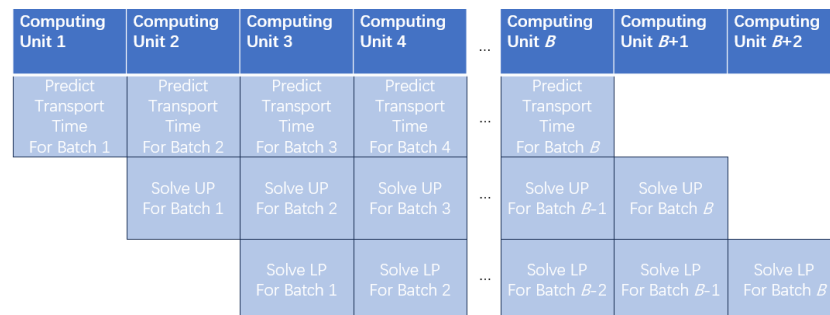 Computing Unit 1
Computing Unit 2
Computing Unit 3
Computing Unit 4
...
Computing Unit B
Computing Unit B+1
Computing Unit B+2
Predict Transport Time For Batch 1
Predict Transport Time For Batch 2
Predict Transport Time For Batch 3
Predict Transport Time For Batch 4
...
Predict Transport Time For Batch B
Solve UP For Batch 1
Solve UP For Batch 2
Solve UP For Batch 3
...
Solve UP For Batch B-1
Solve UP For Batch B
Solve LP For Batch 1
Solve LP For Batch 2
...
Solve LP For Batch B-2
Solve LP For Batch B-1
Solve LP For Batch B